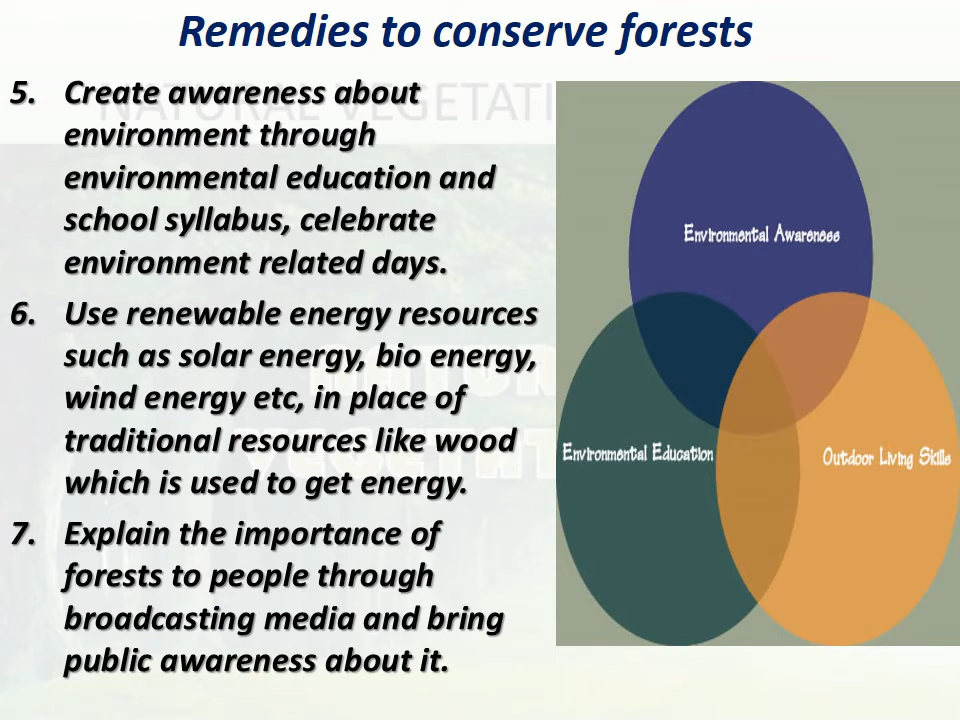 Remedies to conserve forests
5. Create awareness about
environment through
environmental education and
school syllabus, celebrate
environment related days.
6. Use renewable energy resources
such as solar energy, bio energy,
wind energy etc, in place of
traditional resources like wood
which is used to get energy.
7. Explain the importance of
forests to people through
broadcasting media and bring
public awareness about it.
NATURAL VEGETATI
Environmental Awareness
Environmental Education
Outdoor Living Skills